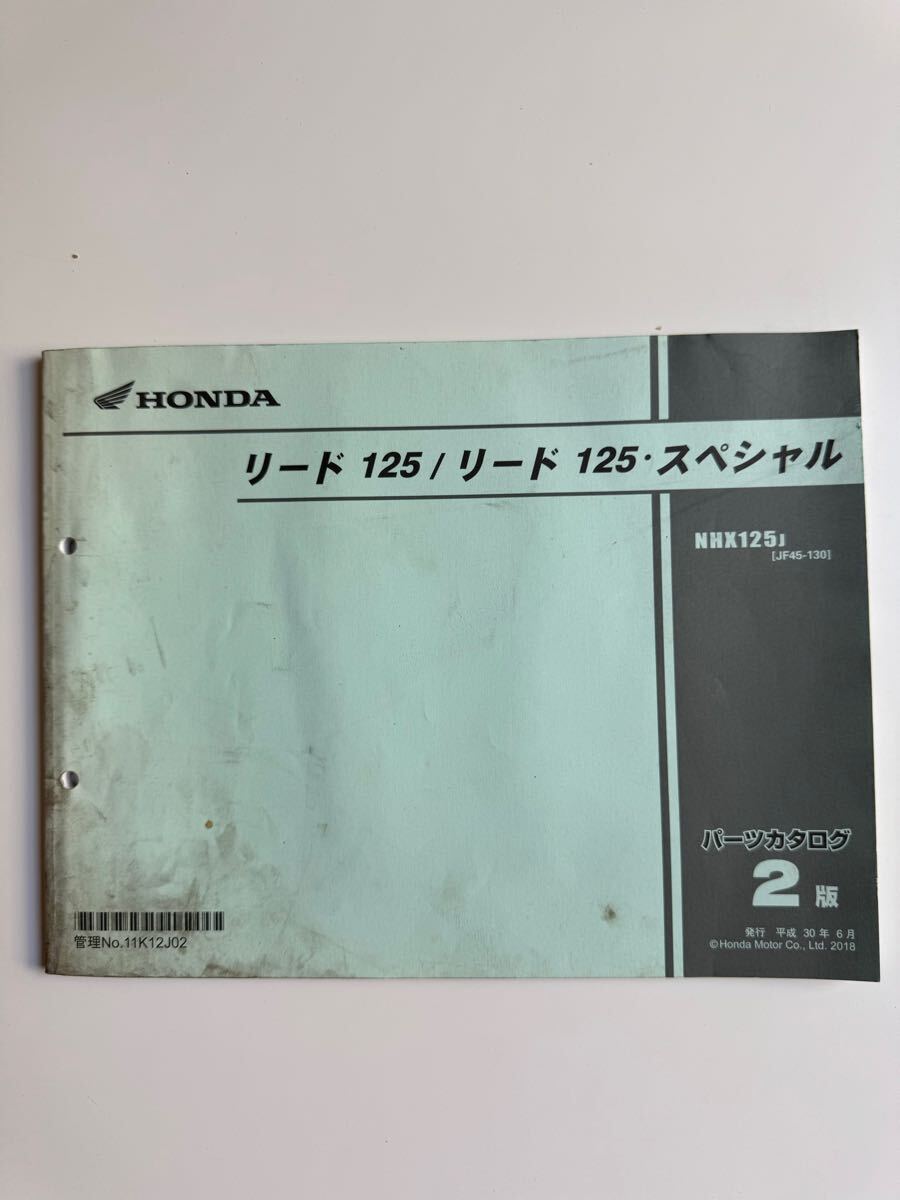 HONDA
リード 125 / リード 125・スペシャル
NHX125J
[JF45-130]
パーツカタログ
2版
発行 平成 30年 6月
©Honda Motor Co., Ltd. 2018
管理No.11K12J02